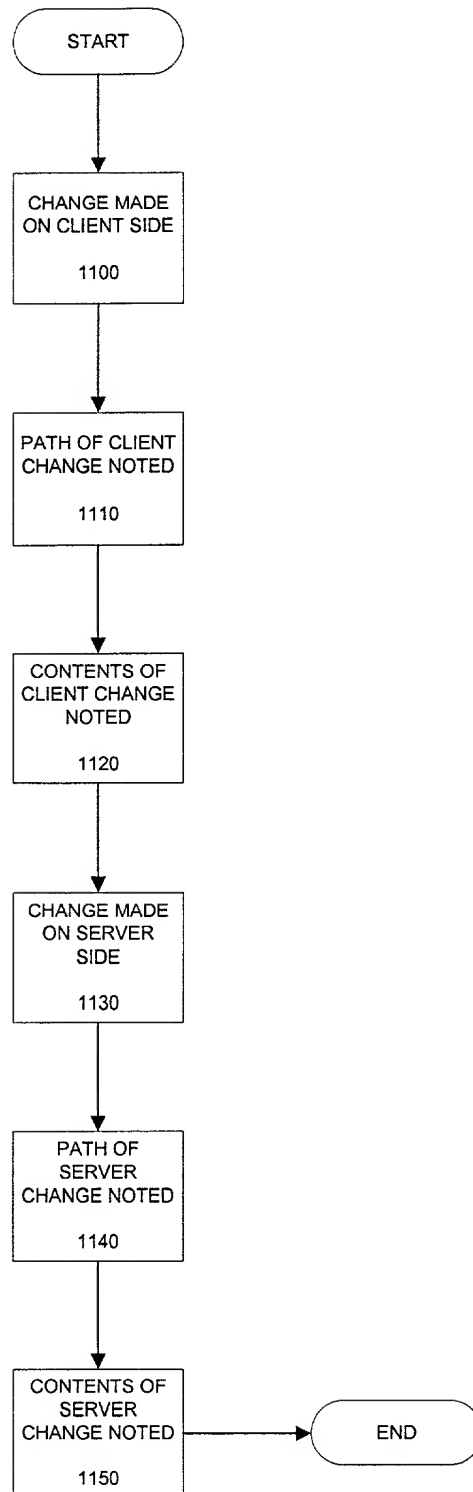 START
CHANGE MADE
ON CLIENT SIDE
1100
PATH OF CLIENT
CHANGE NOTED
1110
CONTENTS OF
CLIENT CHANGE
NOTED
1120
CHANGE MADE
ON SERVER
SIDE
1130
PATH OF
SERVER
CHANGE NOTED
1140
CONTENTS OF
SERVER
CHANGE NOTED
1150
END